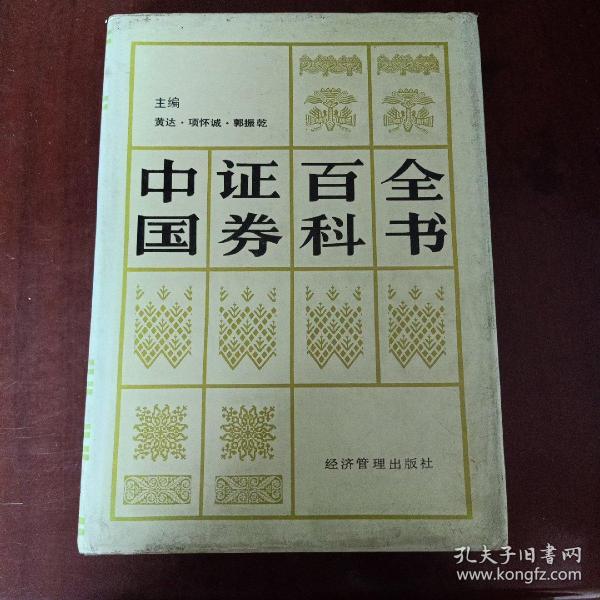 主编
黄达·项怀诚·郭振乾
中国
证券
百科
全书
经济管理出版社
孔夫子旧書网
www.kongfz.com